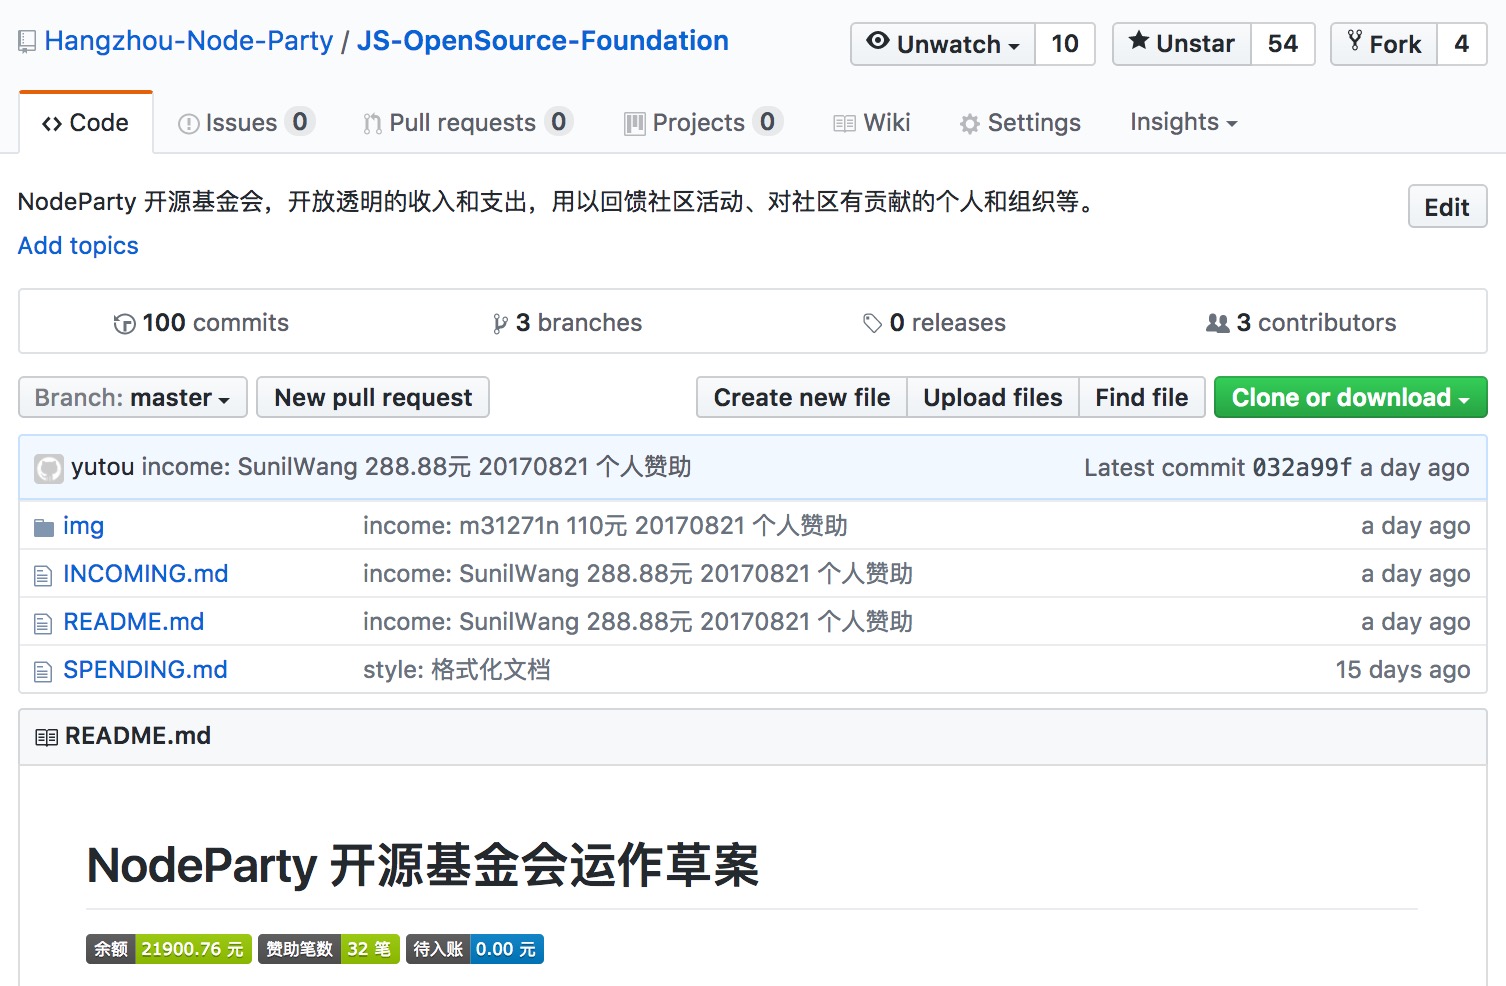 Hangzhou-Node-Party / JS-OpenSource-Foundation
Unwatch 10 Unstar 54 Fork 4
Code Issues 0 Pull requests 0 Projects 0 Wiki Settings Insights
NodeParty 开源基金会，开放透明的收入和支出，用以回馈社区活动、对社区有贡献的个人和组织等。
Edit
Add topics
100 commits 3 branches 0 releases 3 contributors
Branch: master New pull request Create new file Upload files Find file Clone or download
yutou income: SunilWang 288.88元 20170821 个人赞助 Latest commit 032a99f a day ago
img income: m31271n 110元 20170821 个人赞助 a day ago
INCOMING.md income: SunilWang 288.88元 20170821 个人赞助 a day ago
README.md income: SunilWang 288.88元 20170821 个人赞助 a day ago
SPENDING.md style: 格式化文档 15 days ago
README.md
NodeParty 开源基金会运作草案
余额 21900.76 元 赞助笔数 32 笔 待入账 0.00 元